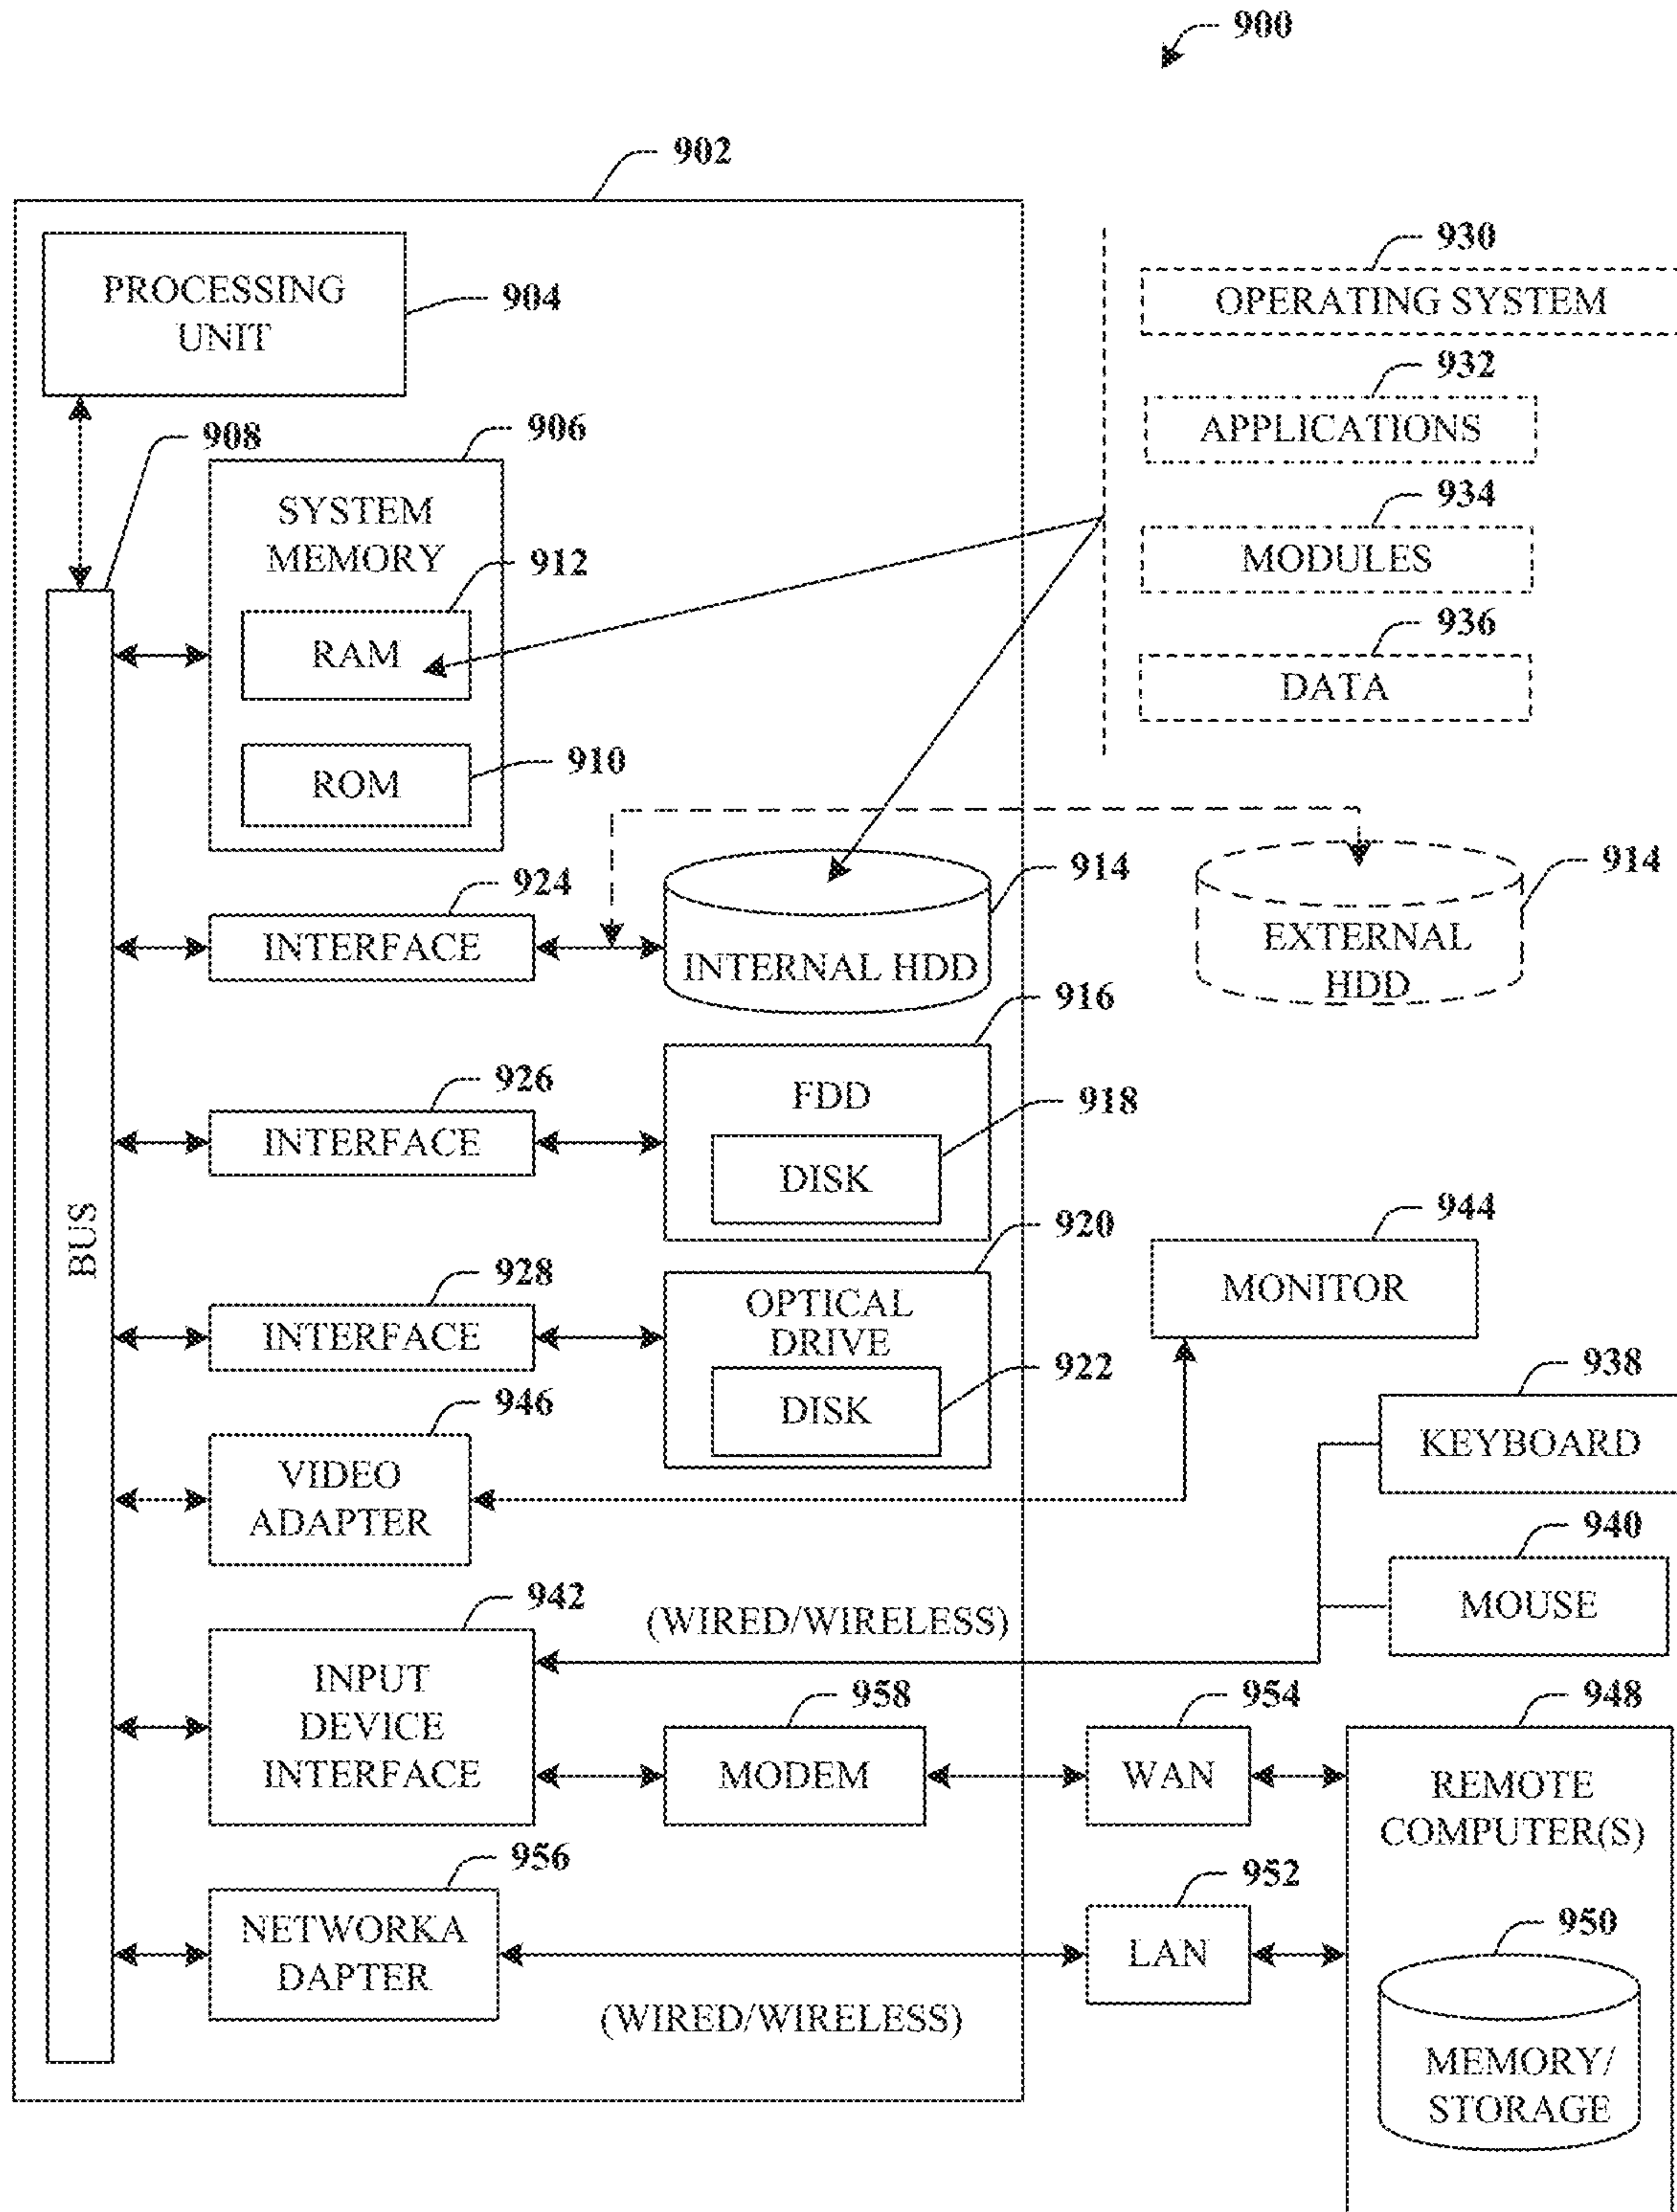 900
902
PROCESSING
UNIT
904
930
OPERATING SYSTEM
932
APPLICATIONS
934
MODULES
936
DATA
908
906
SYSTEM
MEMORY
912
RAM
910
ROM
BUS
924
INTERFACE
914
INTERNAL HDD
914
EXTERNAL
HDD
926
INTERFACE
916
FDD
918
DISK
928
INTERFACE
920
OPTICAL
DRIVE
922
DISK
944
MONITOR
946
VIDEO
ADAPTER
938
KEYBOARD
940
MOUSE
942
INPUT
DEVICE
INTERFACE
(WIRED/WIRELESS)
958
MODEM
954
WAN
948
REMOTE
COMPUTER(S)
956
NETWORKA
DAPTER
(WIRED/WIRELESS)
952
LAN
950
MEMORY/
STORAGE